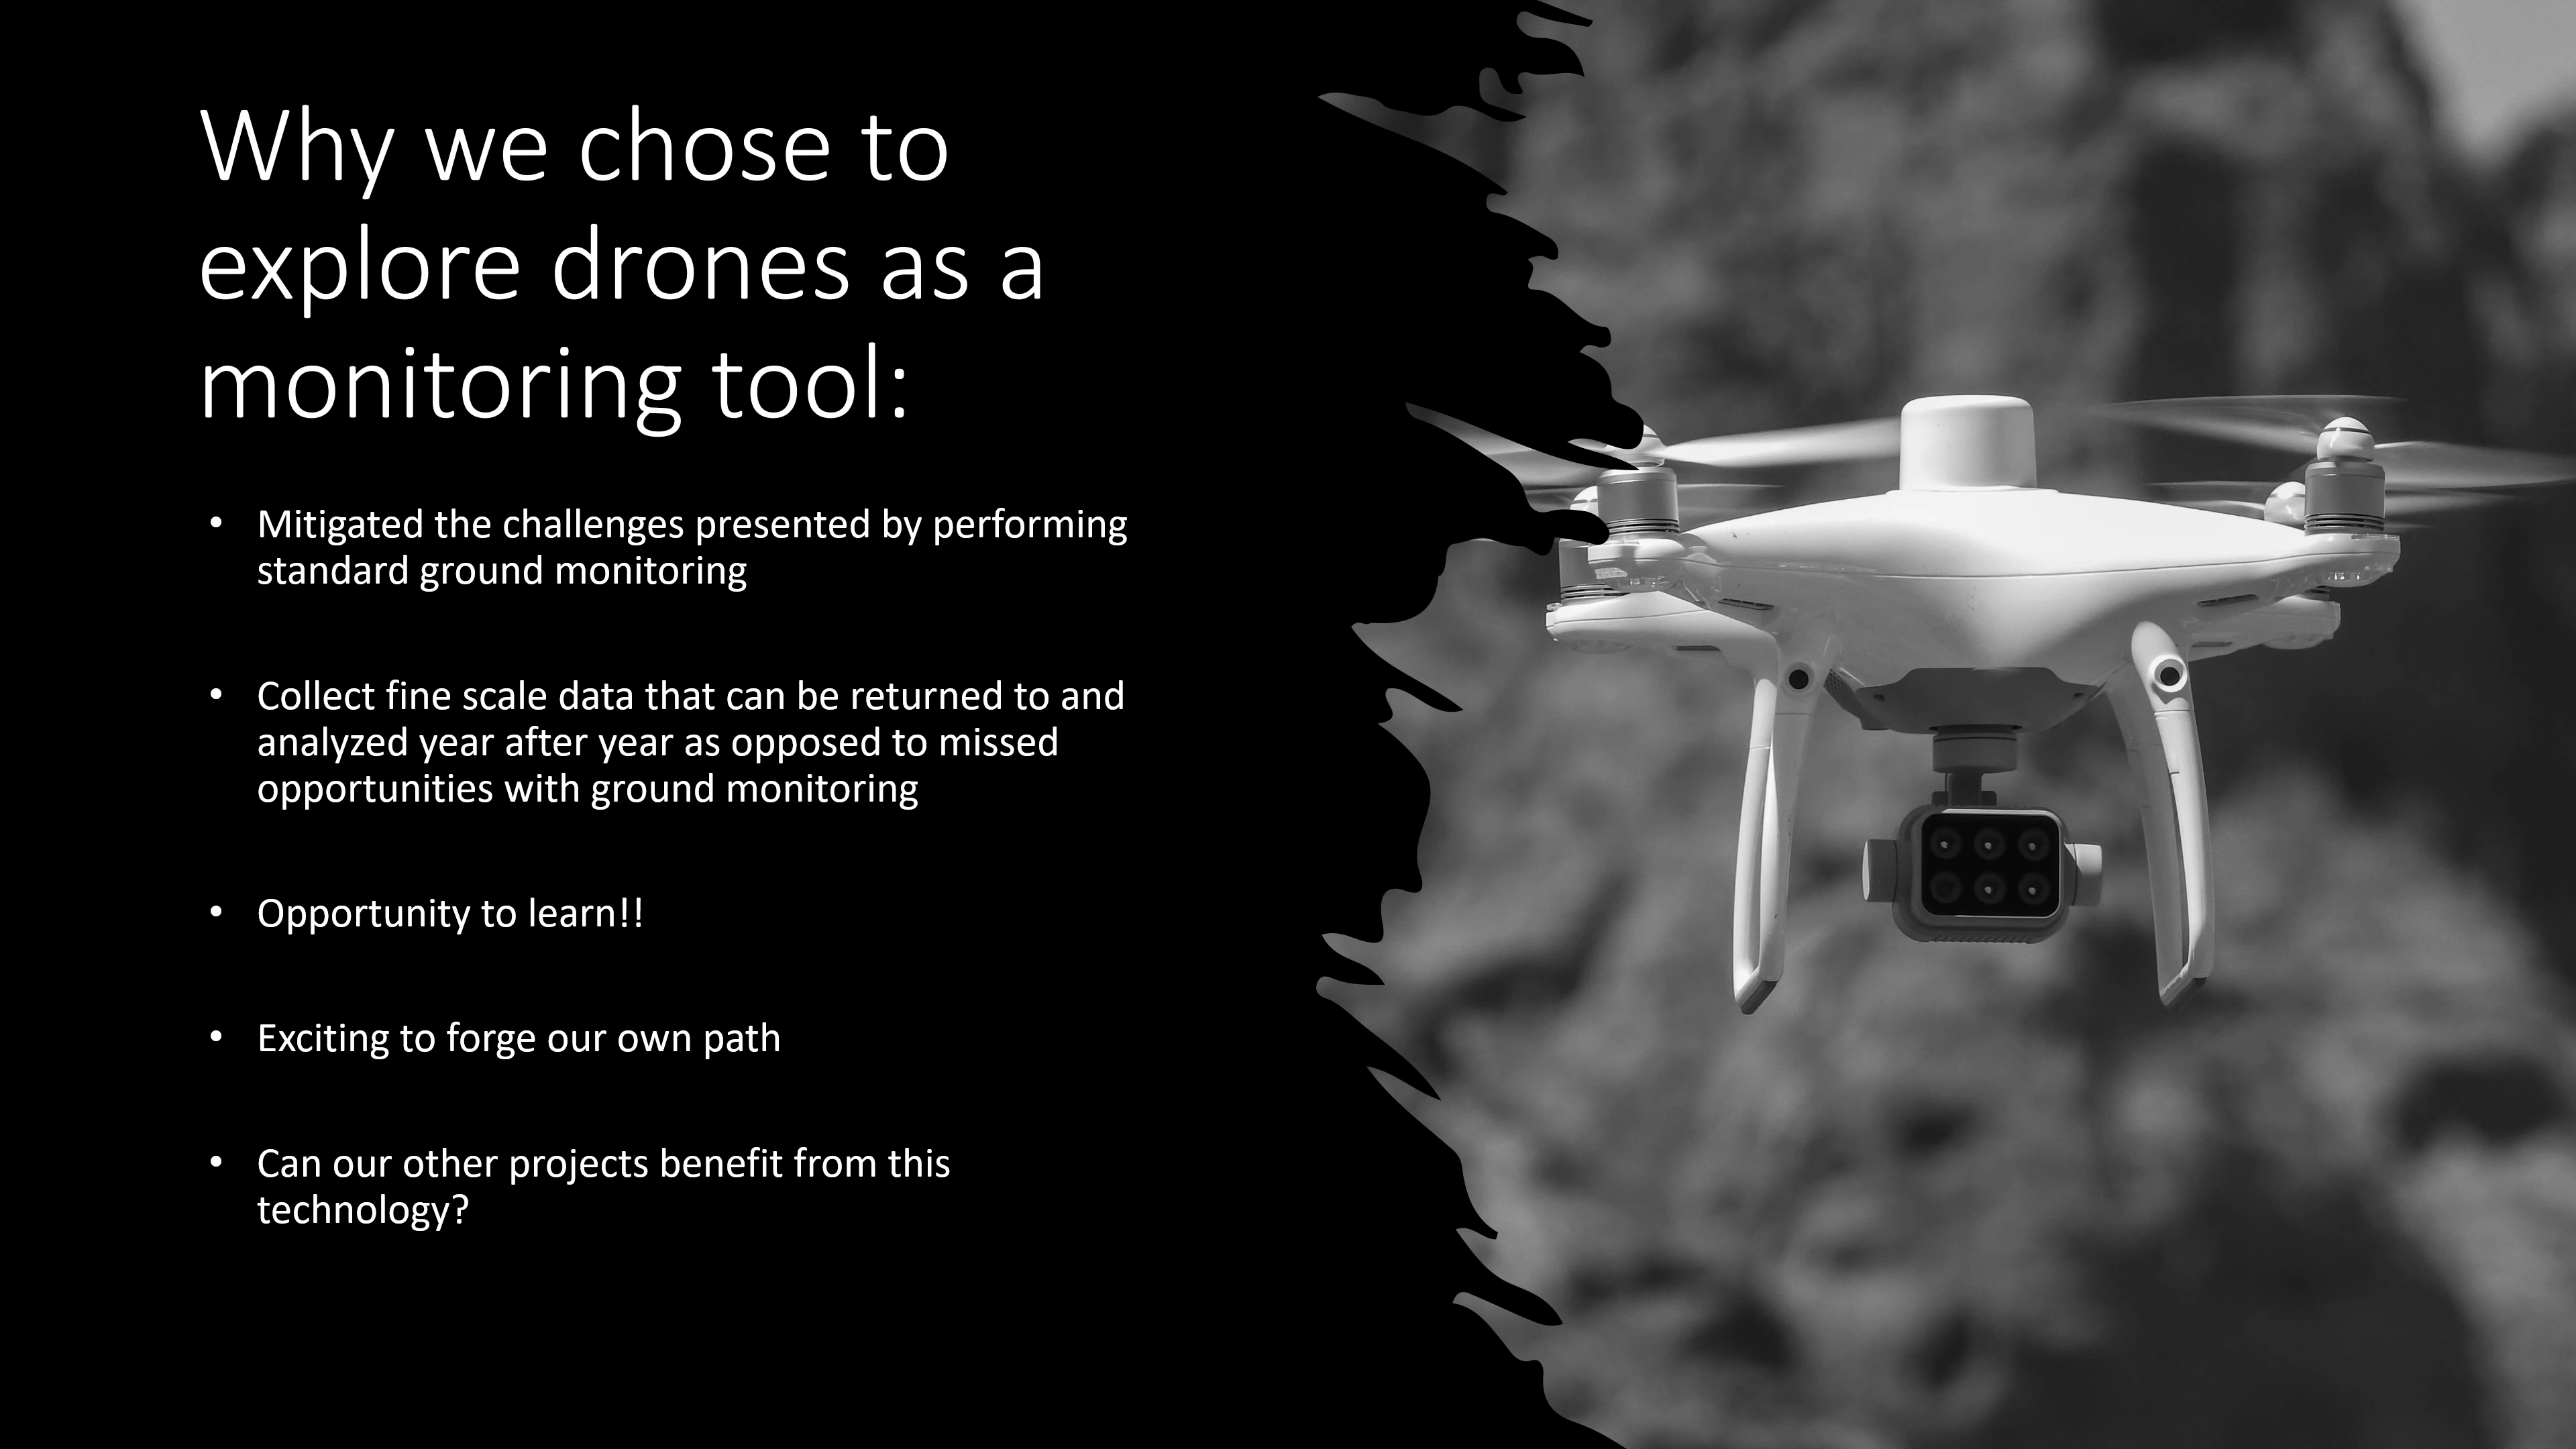 Why we chose to
explore drones as a
monitoring tool:
• Mitigated the challenges presented by performing
standard ground monitoring
• Collect fine scale data that can be returned to and
analyzed year after year as opposed to missed
opportunities with ground monitoring
• Opportunity to learn!!
• Exciting to forge our own path
• Can our other projects benefit from this
technology?